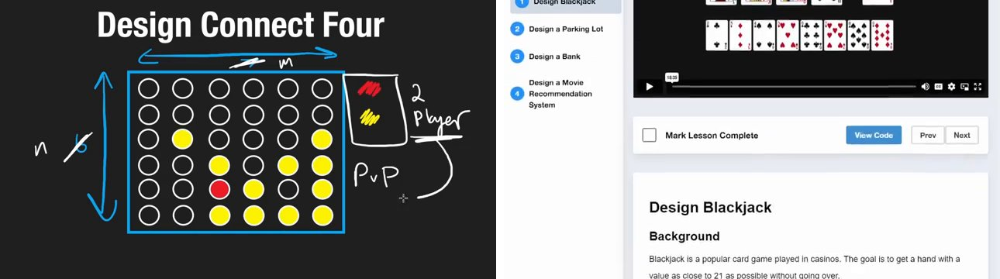 Design Connect Four
m
n 6
2
Player
PvP
1 Design Blackjack
2 Design a Parking Lot
3 Design a Bank
4 Design a Movie
Recommendation
System
18:35
CC
Mark Lesson Complete
View Code
Prev
Next
Design Blackjack
Background
Blackjack is a popular card game played in casinos. The goal is to get a hand with a
value as close to 21 as possible without going over.